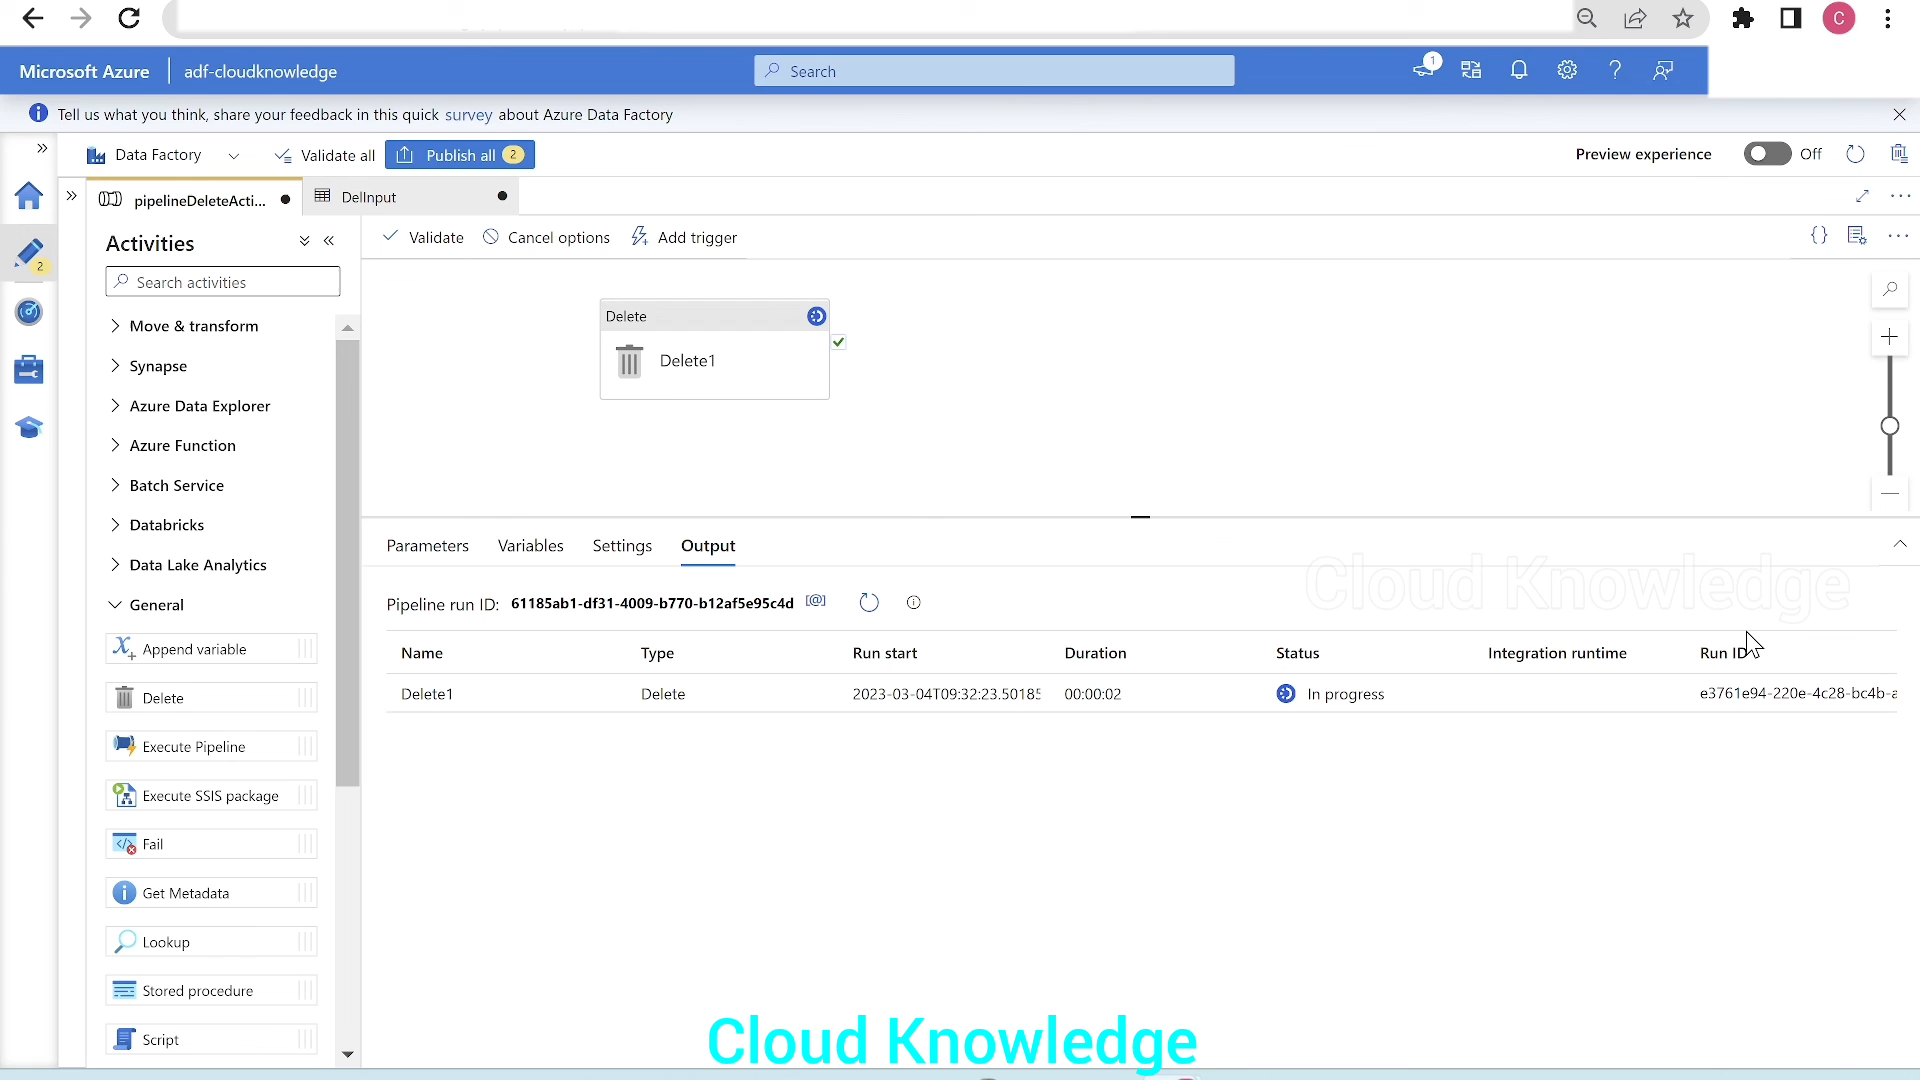 C
Microsoft Azure adf-cloudknowledge Search 1
Tell us what you think, share your feedback in this quick survey about Azure Data Factory
Data Factory Validate all Publish all 2 Preview experience Off
pipelineDeleteActi... DelInput
Activities Validate Cancel options Add trigger
2
Search activities
Move & transform
Synapse
Azure Data Explorer
Azure Function
Batch Service
Databricks
Data Lake Analytics
General
Append variable
Delete
Execute Pipeline
Execute SSIS package
Fail
Get Metadata
Lookup
Stored procedure
Script
Delete
Delete1
Parameters Variables Settings Output
Cloud Knowledge
Pipeline run ID: 61185ab1-df31-4009-b770-b12af5e95c4d [@]
Name Type Run start Duration Status Integration runtime Run ID
Delete1 Delete 2023-03-04T09:32:23.50185 00:00:02 In progress e3761e94-220e-4c28-bc4b-a
Cloud Knowledge